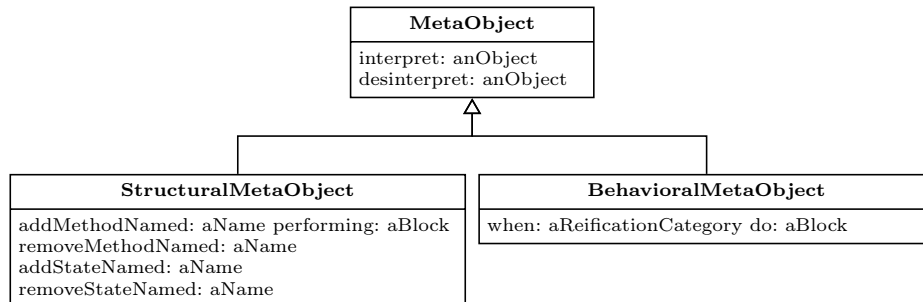 MetaObject
interpret: anObject
desinterpret: anObject
StructuralMetaObject
addMethodNamed: aName performing: aBlock
removeMethodNamed: aName
addStateNamed: aName
removeStateNamed: aName
BehavioralMetaObject
when: aReificationCategory do: aBlock